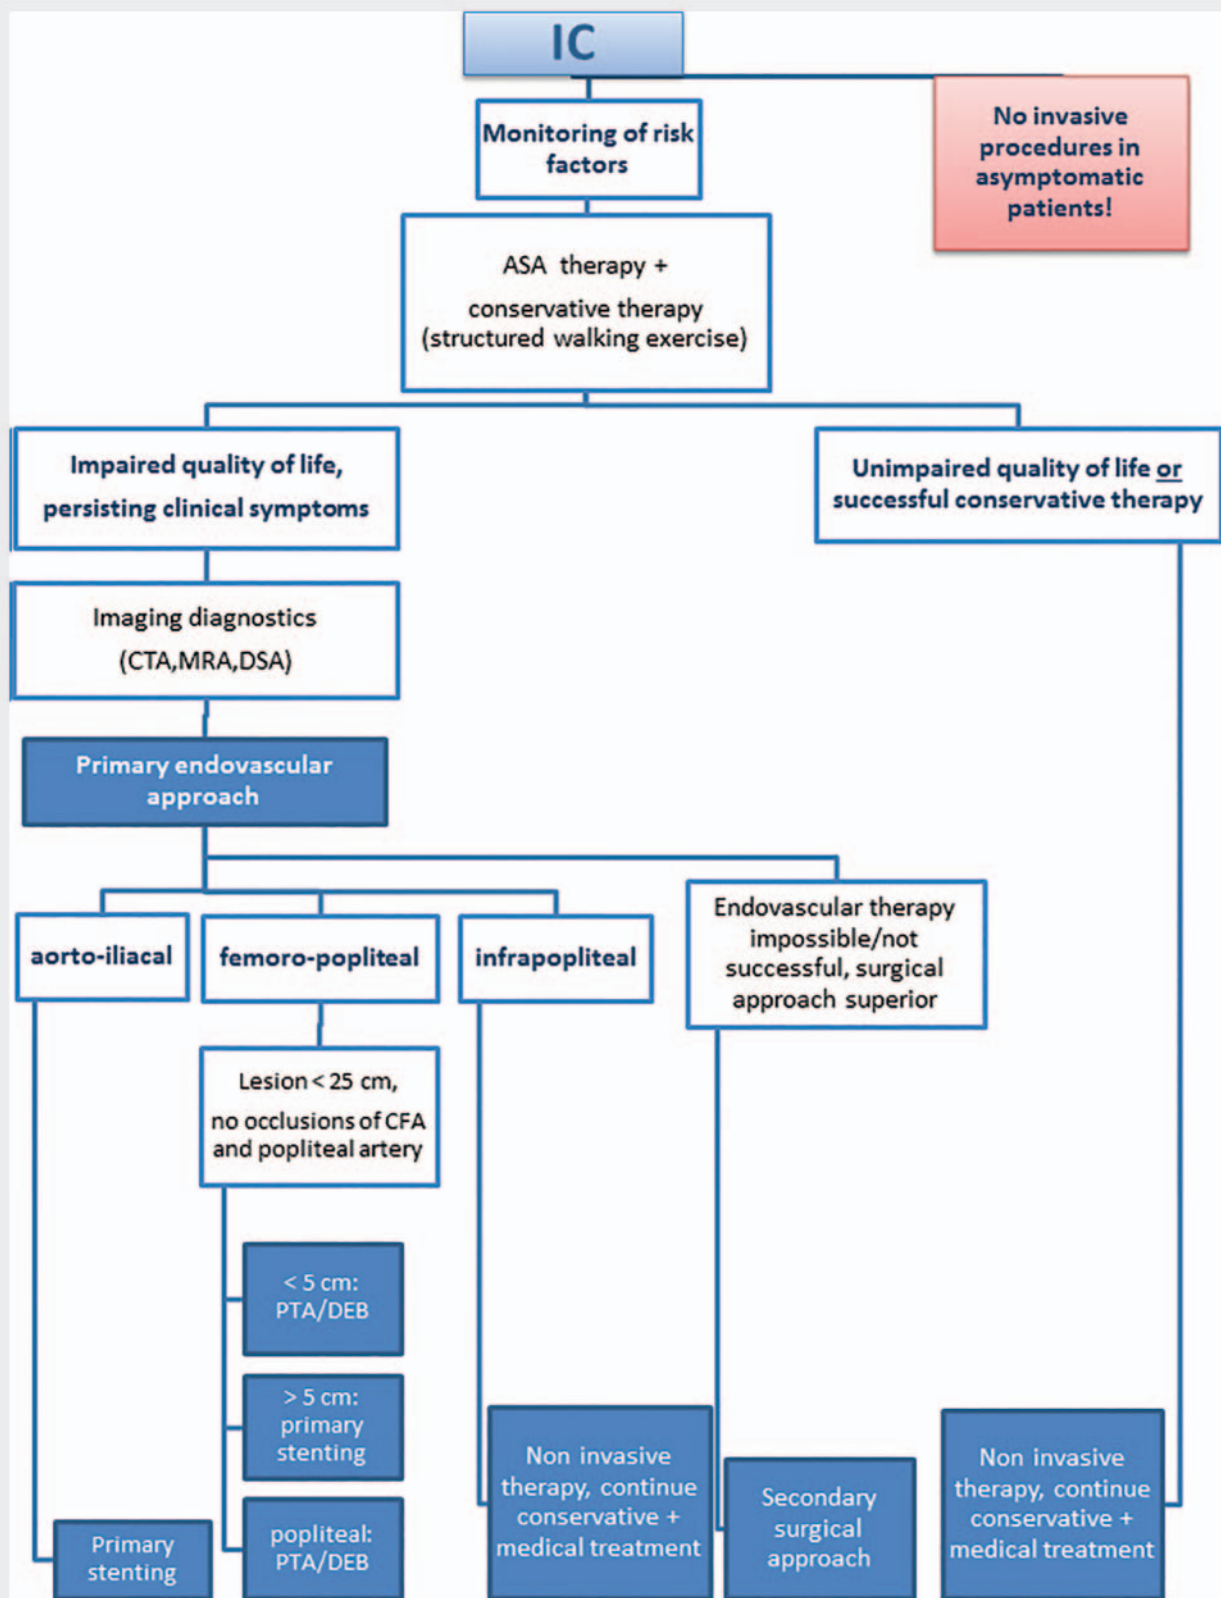 IC
No invasive
procedures in
asymptomatic
patients!
Monitoring of risk
factors
ASA therapy +
conservative therapy
(structured walking exercise)
Impaired quality of life,
persisting clinical symptoms
Unimpaired quality of life or
successful conservative therapy
Imaging diagnostics
(CTA,MRA,DSA)
Primary endovascular
approach
aorto-iliacal
femoro-popliteal
infrapopliteal
Endovascular therapy
impossible/not
successful, surgical
approach superior
Lesion < 25 cm,
no occlusions of CFA
and popliteal artery
< 5 cm:
PTA/DEB
> 5 cm:
primary
stenting
popliteal:
PTA/DEB
Primary
stenting
Non invasive
therapy, continue
conservative +
medical treatment
Secondary
surgical
approach
Non invasive
therapy, continue
conservative +
medical treatment